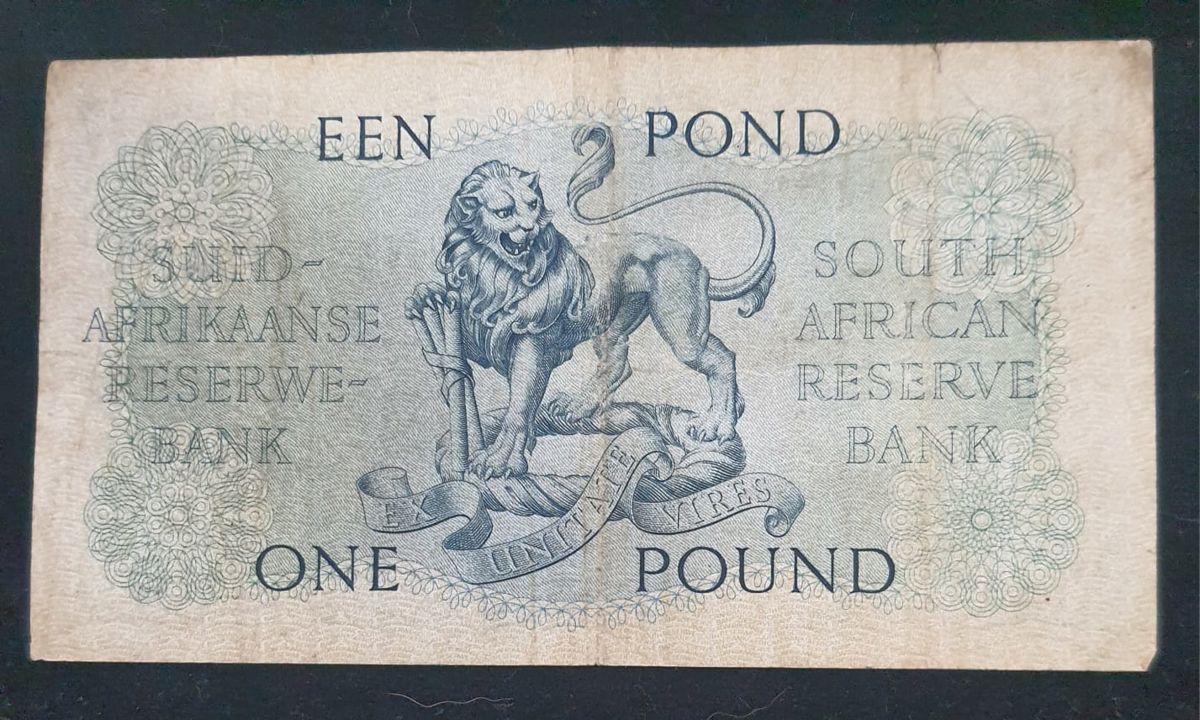 EEN POND
SUID-
AFRIKAANSE
RESERWE-
BANK
SOUTH
AFRICAN
RESERVE
BANK
EX UNITATE VIRES
ONE POUND